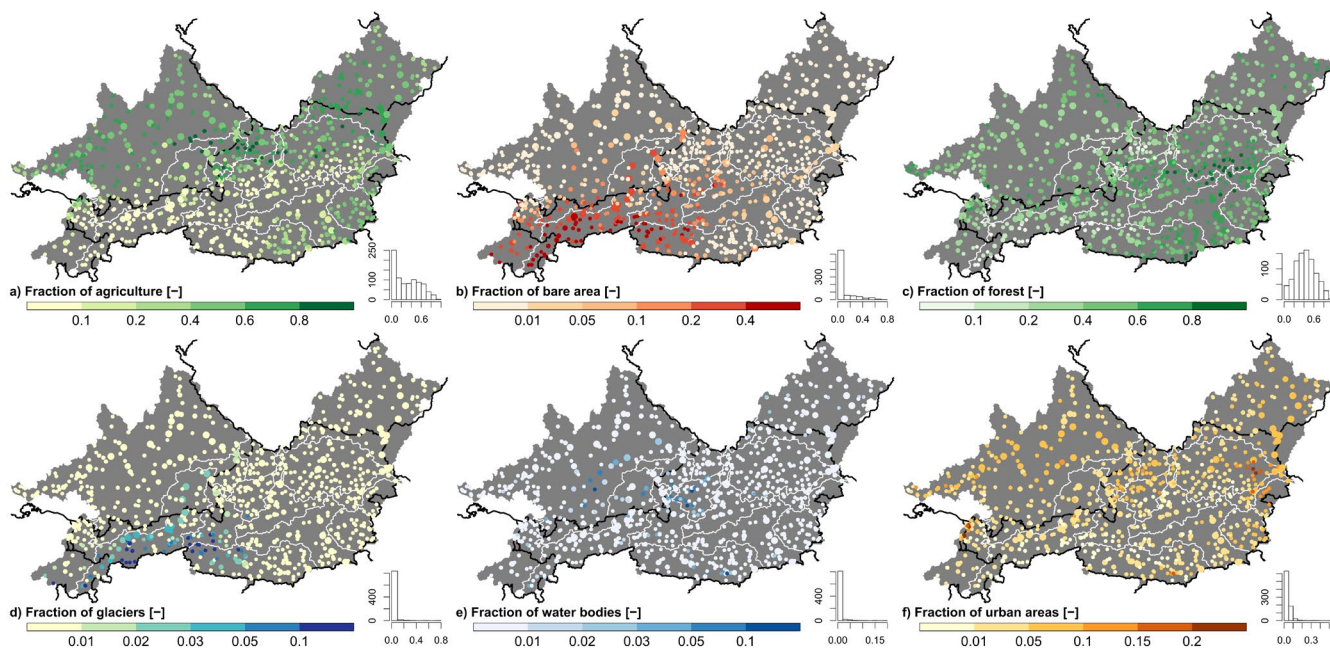 250
100
0
0.0 0.6
a) Fraction of agriculture [−]
0.1 0.2 0.4 0.6 0.8
300
0
0.0 0.4 0.8
b) Fraction of bare area [−]
0.01 0.05 0.1 0.2 0.4
100
0
0.0 0.6
c) Fraction of forest [−]
0.1 0.2 0.4 0.6 0.8
400
0
0.0 0.4 0.8
d) Fraction of glaciers [−]
0.01 0.02 0.03 0.05 0.1
400
0
0.00 0.15
e) Fraction of water bodies [−]
0.01 0.02 0.03 0.05 0.1
300
0
0.0 0.3
f) Fraction of urban areas [−]
0.01 0.05 0.1 0.15 0.2